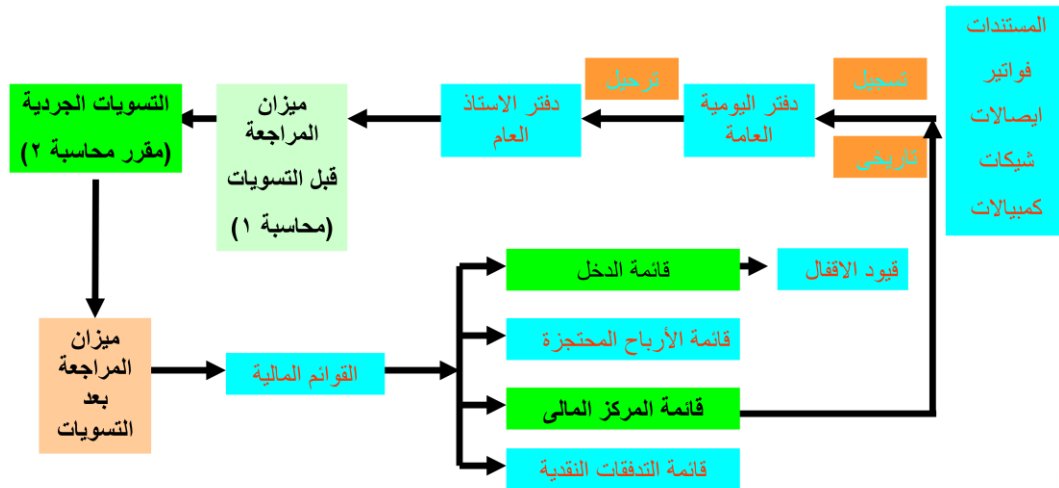 المستندات
فواتير
ايصالات
شيكات
كمبيالات
تسجيل
تاريخى
دفتر اليومية
العامة
ترحيل
دفتر الاستاذ
العام
ميزان
المراجعة
قبل التسويات
(محاسبة ١)
التسويات الجردية
(مقرر محاسبة ٢)
ميزان
المراجعة
بعد
التسويات
القوائم المالية
قائمة الدخل
قيود الاقفال
قائمة الأرباح المحتجزة
قائمة المركز المالى
قائمة التدفقات النقدية